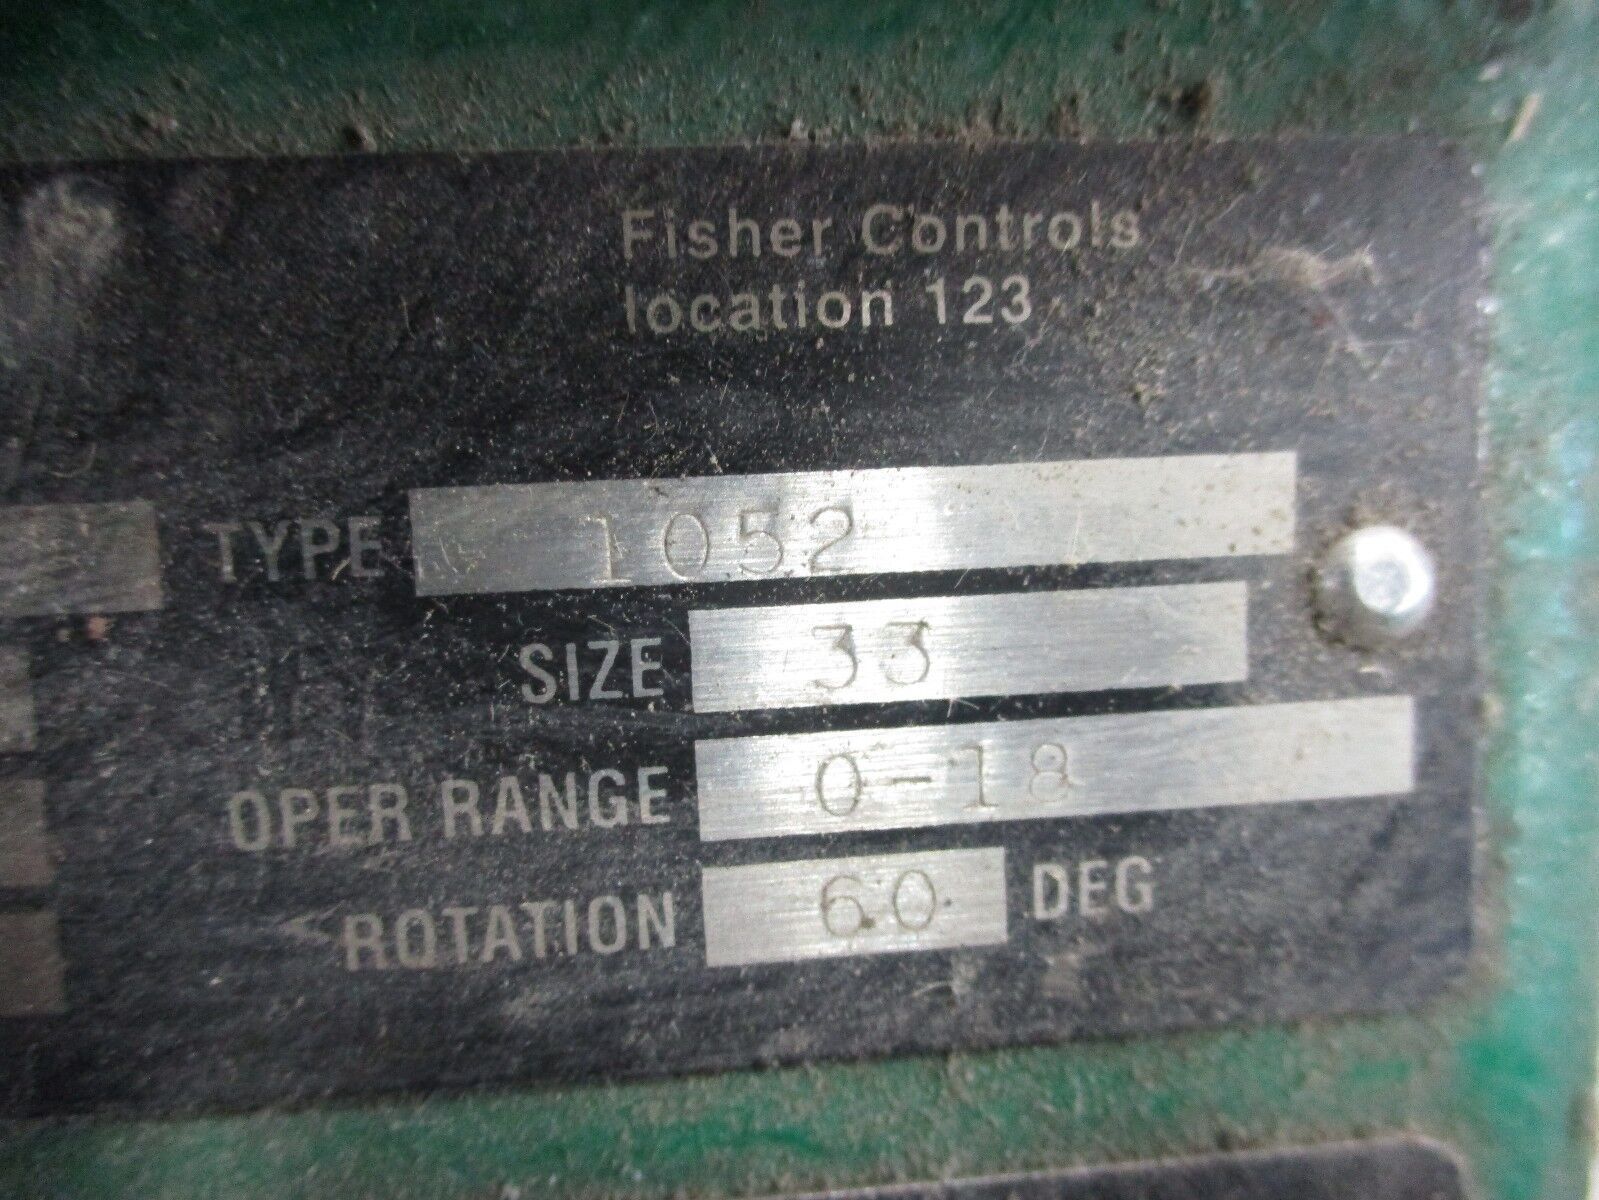 Fisher Controls
location 123
TYPE 1052
SIZE 33
OPER RANGE 0-18
ROTATION 60 DEG